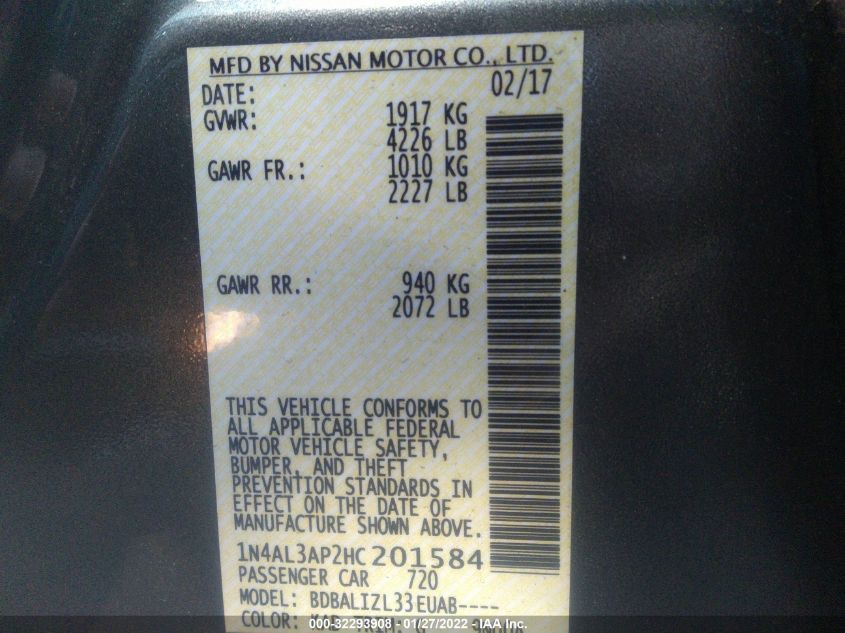 MFD BY NISSAN MOTOR CO., LTD.
DATE: 02/17
GVWR: 1917 KG
4226 LB
GAWR FR.: 1010 KG
2227 LB
GAWR RR.: 940 KG
2072 LB
THIS VEHICLE CONFORMS TO
ALL APPLICABLE FEDERAL
MOTOR VEHICLE SAFETY,
BUMPER, AND THEFT
PREVENTION STANDARDS IN
EFFECT ON THE DATE OF
MANUFACTURE SHOWN ABOVE.
1N4AL3AP2HC201584
PASSENGER CAR 720
MODEL: BDBALIZL33EUAB----
COLOR: KAD TRIM: G
000-32293908 - 01/27/2022 - IAA Inc.